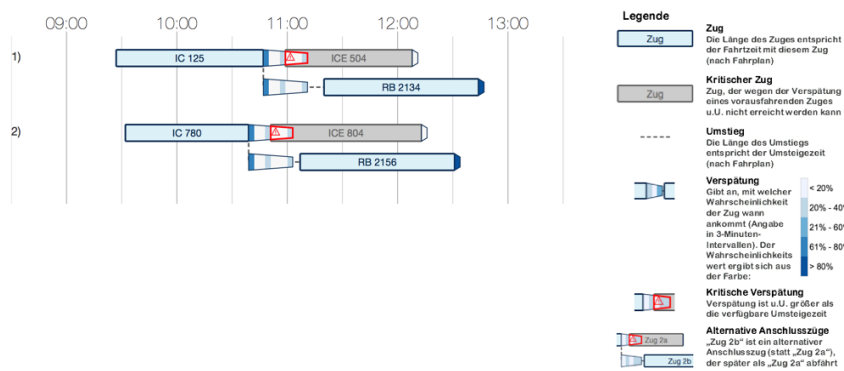 09:00 10:00 11:00 12:00 13:00
1) IC 125 ICE 504
RB 2134
2) IC 780 ICE 804
RB 2156
Legende
Zug
Zug
Die Länge des Zuges entspricht
der Fahrtzeit mit diesem Zug
(nach Fahrplan)
Kritischer Zug
Zug
Zug, der wegen der Verspätung
eines vorausfahrenden Zuges
u.U. nicht erreicht werden kann
Umstieg
Die Länge des Umstiegs
entspricht der Umsteigezeit
(nach Fahrplan)
Verspätung
Gibt an, mit welcher
Wahrscheinlichkeit
der Zug wann
ankommt (Angabe
in 3-Minuten-
Intervallen). Der
Wahrscheinlichkeits
wert ergibt sich aus
der Farbe:
< 20%
20% - 40%
21% - 60%
61% - 80%
> 80%
Kritische Verspätung
Verspätung ist u.U. größer als
die verfügbare Umsteigezeit
Alternative Anschlusszüge
Zug 2a
Zug 2b
„Zug 2b“ ist ein alternativer
Anschlusszug (statt „Zug 2a“),
der später als „Zug 2a“ abfährt